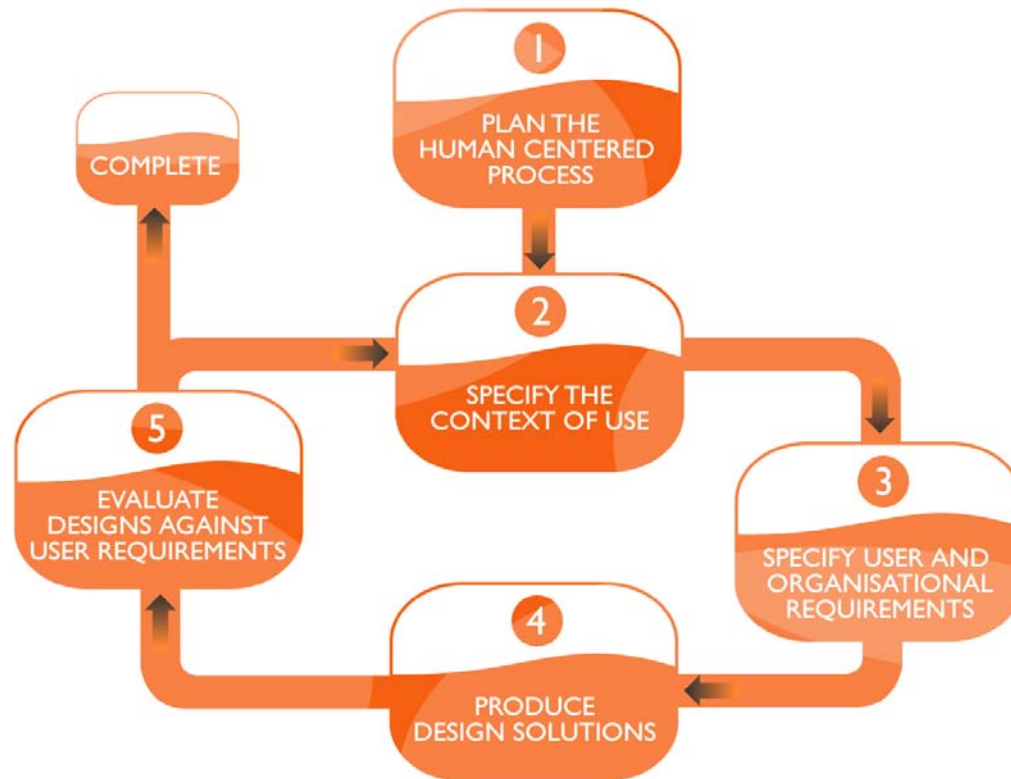 1
PLAN THE
HUMAN CENTERED
PROCESS
COMPLETE
2
SPECIFY THE
CONTEXT OF USE
3
SPECIFY USER AND
ORGANISATIONAL
REQUIREMENTS
4
PRODUCE
DESIGN SOLUTIONS
5
EVALUATE
DESIGNS AGAINST
USER REQUIREMENTS